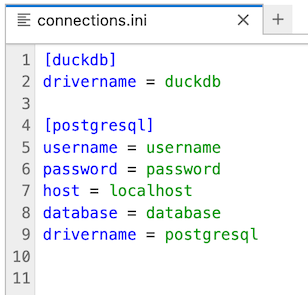 connections.ini
1 [duckdb]
2 drivername = duckdb
3
4 [postgresql]
5 username = username
6 password = password
7 host = localhost
8 database = database
9 drivername = postgresql
10
11